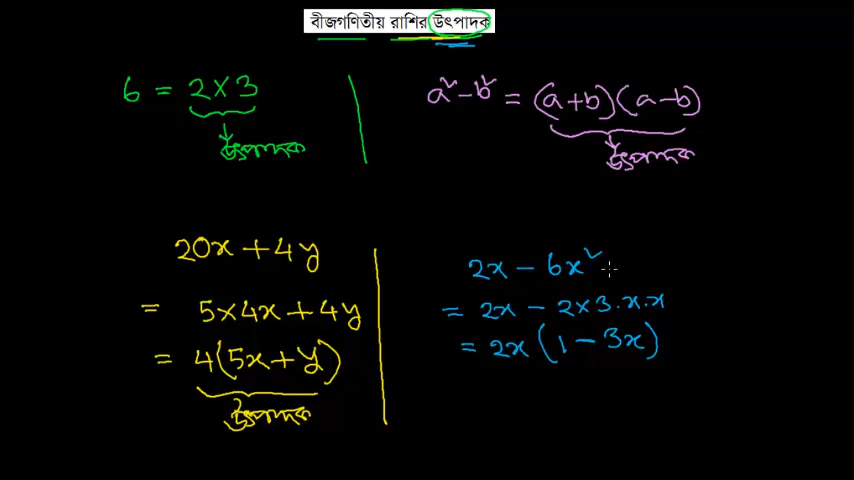 বীজগণিতীয় রাশির উৎপাদক
6 = 2 × 3
উৎপাদক
a² - b² = (a+b)(a-b)
উৎপাদক
20x + 4y
= 5×4x + 4y
= 4(5x + y)
উৎপাদক
2x - 6x²
= 2x - 2×3·x·x
= 2x(1 - 3x)